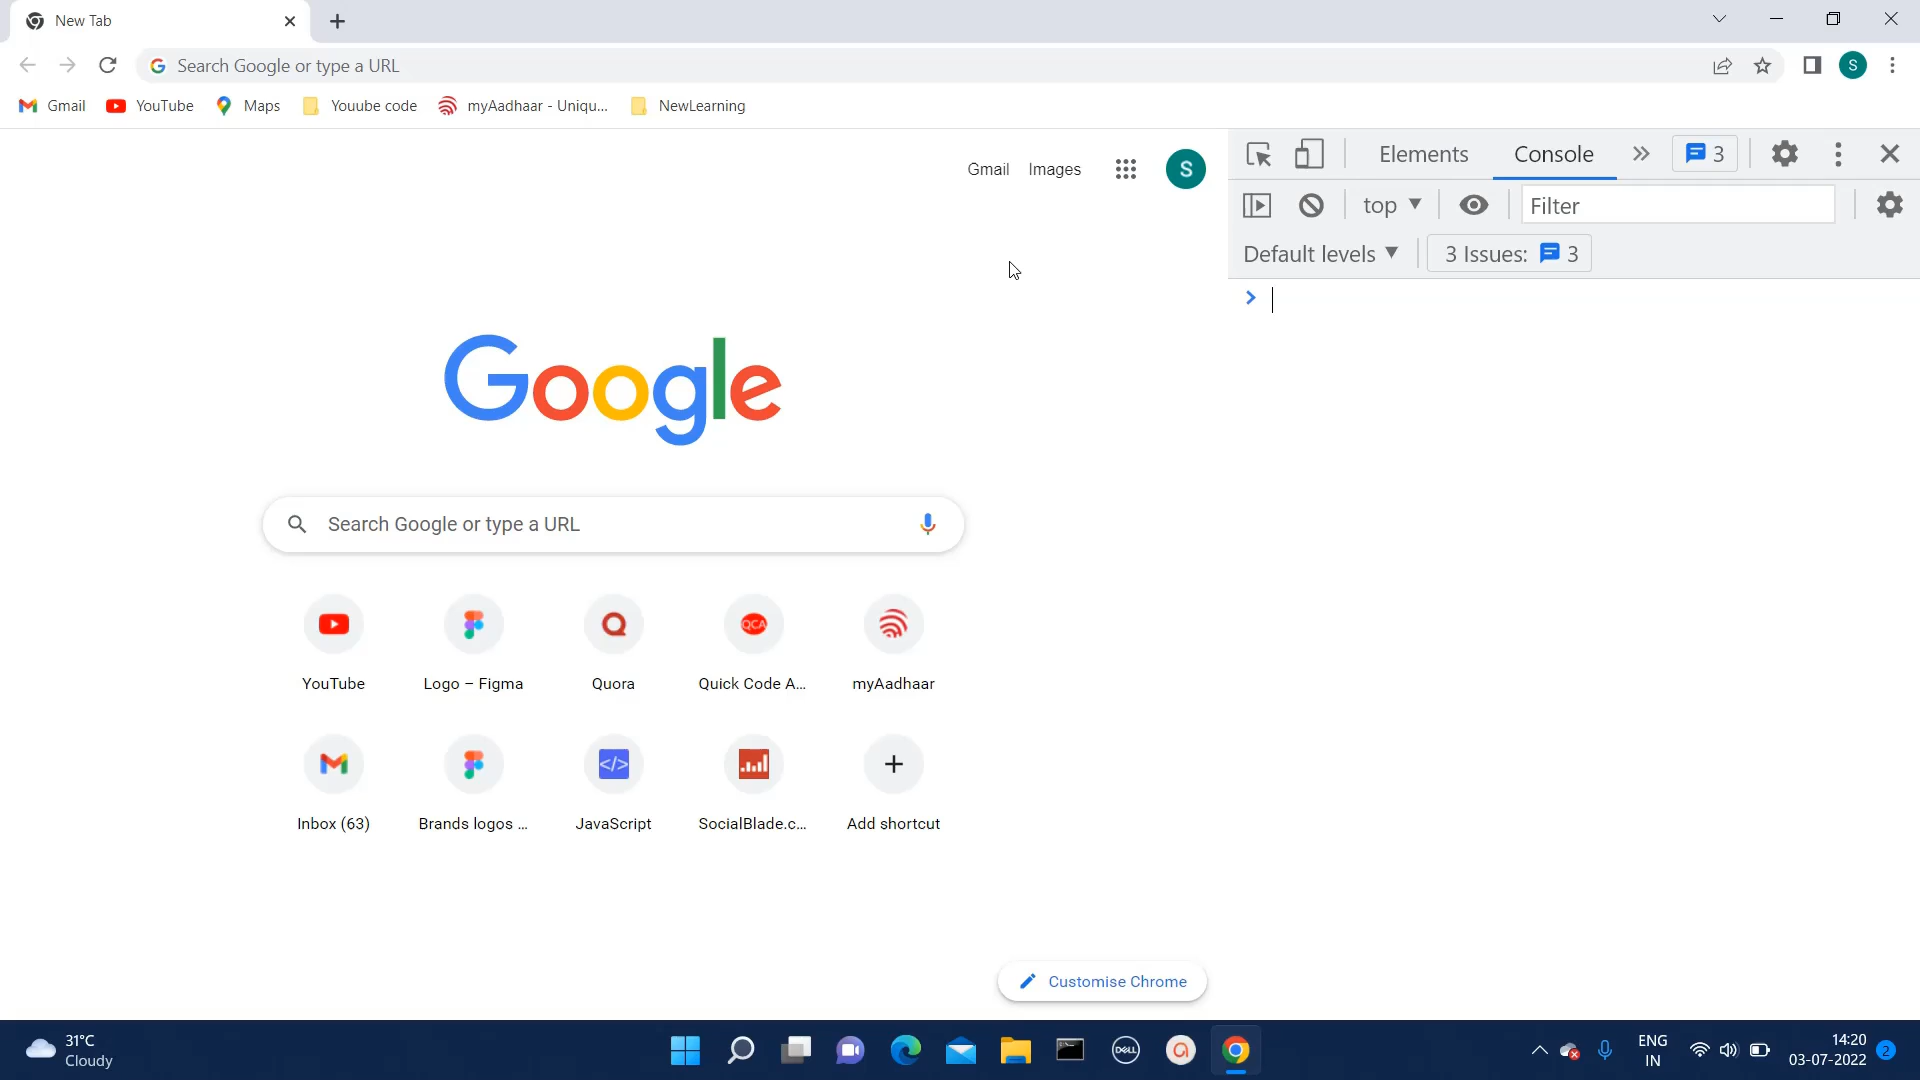 New Tab
Search Google or type a URL
Gmail YouTube Maps Youube code myAadhaar - Uniqu... NewLearning
Gmail Images S
Elements Console 3
top Filter
Default levels 3 Issues: 3
Google
Search Google or type a URL
YouTube Logo – Figma Quora Quick Code A... myAadhaar
Inbox (63) Brands logos ... JavaScript SocialBlade.c... Add shortcut
Customise Chrome
31°C
Cloudy
ENG
IN
14:20
03-07-2022
2
S
QCA
DELL